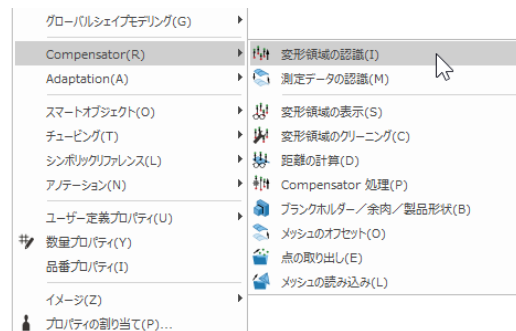 グローバルシェイプモデリング(G)
Compensator(R)
Adaptation(A)
スマートオブジェクト(O)
チュービング(T)
シンボリックリファレンス(L)
アノテーション(N)
ユーザー定義プロパティ(U)
数量プロパティ(Y)
品番プロパティ(I)
イメージ(Z)
プロパティの割り当て(P)...
変形領域の認識(I)
測定データの認識(M)
変形領域の表示(S)
変形領域のクリーニング(C)
距離の計算(D)
Compensator 処理(P)
ブランクホルダー／余肉／製品形状(B)
メッシュのオフセット(O)
点の取り出し(E)
メッシュの読み込み(L)